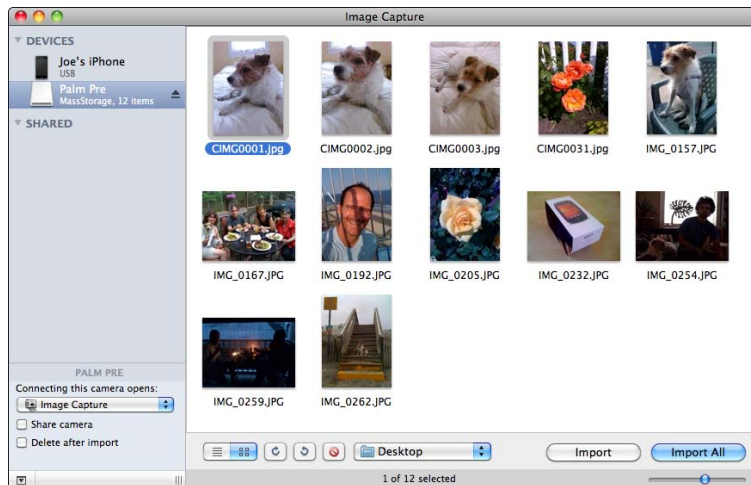 Image Capture
DEVICES
Joe's iPhone
USB
Palm Pre
MassStorage, 12 items
SHARED
CIMG0001.jpg CIMG0002.jpg CIMG0003.jpg CIMG0031.jpg IMG_0157.JPG
IMG_0167.JPG IMG_0192.JPG IMG_0205.JPG IMG_0232.JPG IMG_0254.JPG
IMG_0259.JPG IMG_0262.JPG
PALM PRE
Connecting this camera opens:
Image Capture
Share camera
Delete after import
Desktop Import Import All
1 of 12 selected